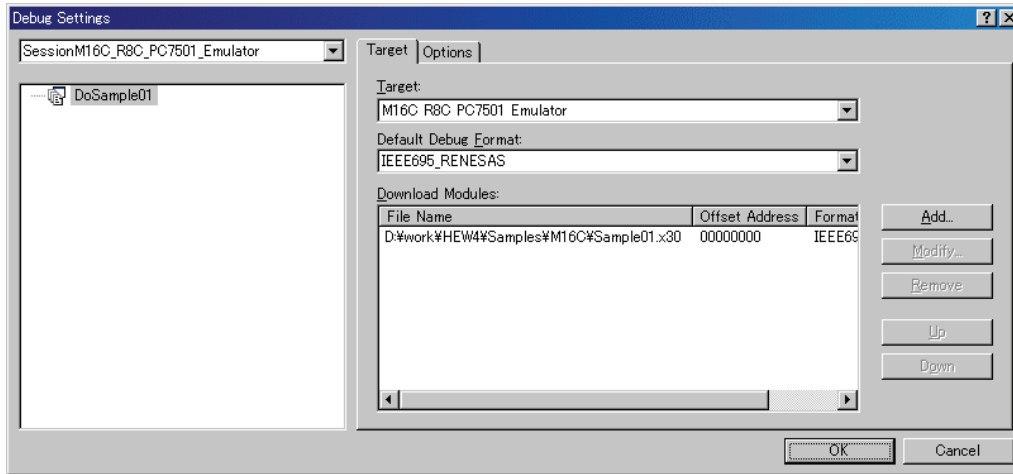 Debug Settings
SessionM16C_R8C_PC7501_Emulator
DoSample01
Target
Options
Target:
M16C R8C PC7501 Emulator
Default Debug Format:
IEEE695_RENESAS
Download Modules:
File Name Offset Address Format
D:¥work¥HEW4¥Samples¥M16C¥Sample01.x30 00000000 IEEE69
Add...
Modify...
Remove
Up
Down
OK Cancel